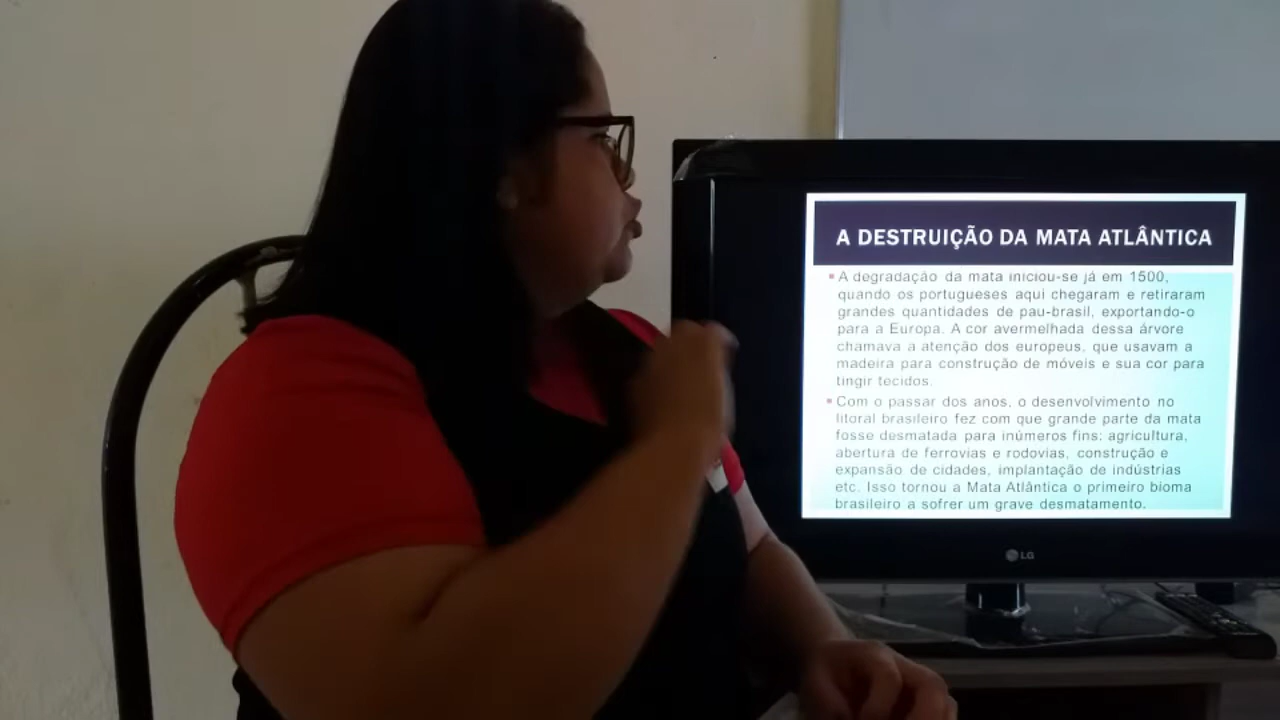 A DESTRUIÇÃO DA MATA ATLÂNTICA
A degradação da mata iniciou-se já em 1500,
quando os portugueses aqui chegaram e retiraram
grandes quantidades de pau-brasil, exportando-o
para a Europa. A cor avermelhada dessa árvore
chamava a atenção dos europeus, que usavam a
madeira para construção de móveis e sua cor para
tingir tecidos.
Com o passar dos anos, o desenvolvimento no
litoral brasileiro fez com que grande parte da mata
fosse desmatada para inúmeros fins: agricultura,
abertura de ferrovias e rodovias, construção e
expansão de cidades, implantação de indústrias
etc. Isso tornou a Mata Atlântica o primeiro bioma
brasileiro a sofrer um grave desmatamento.
LG